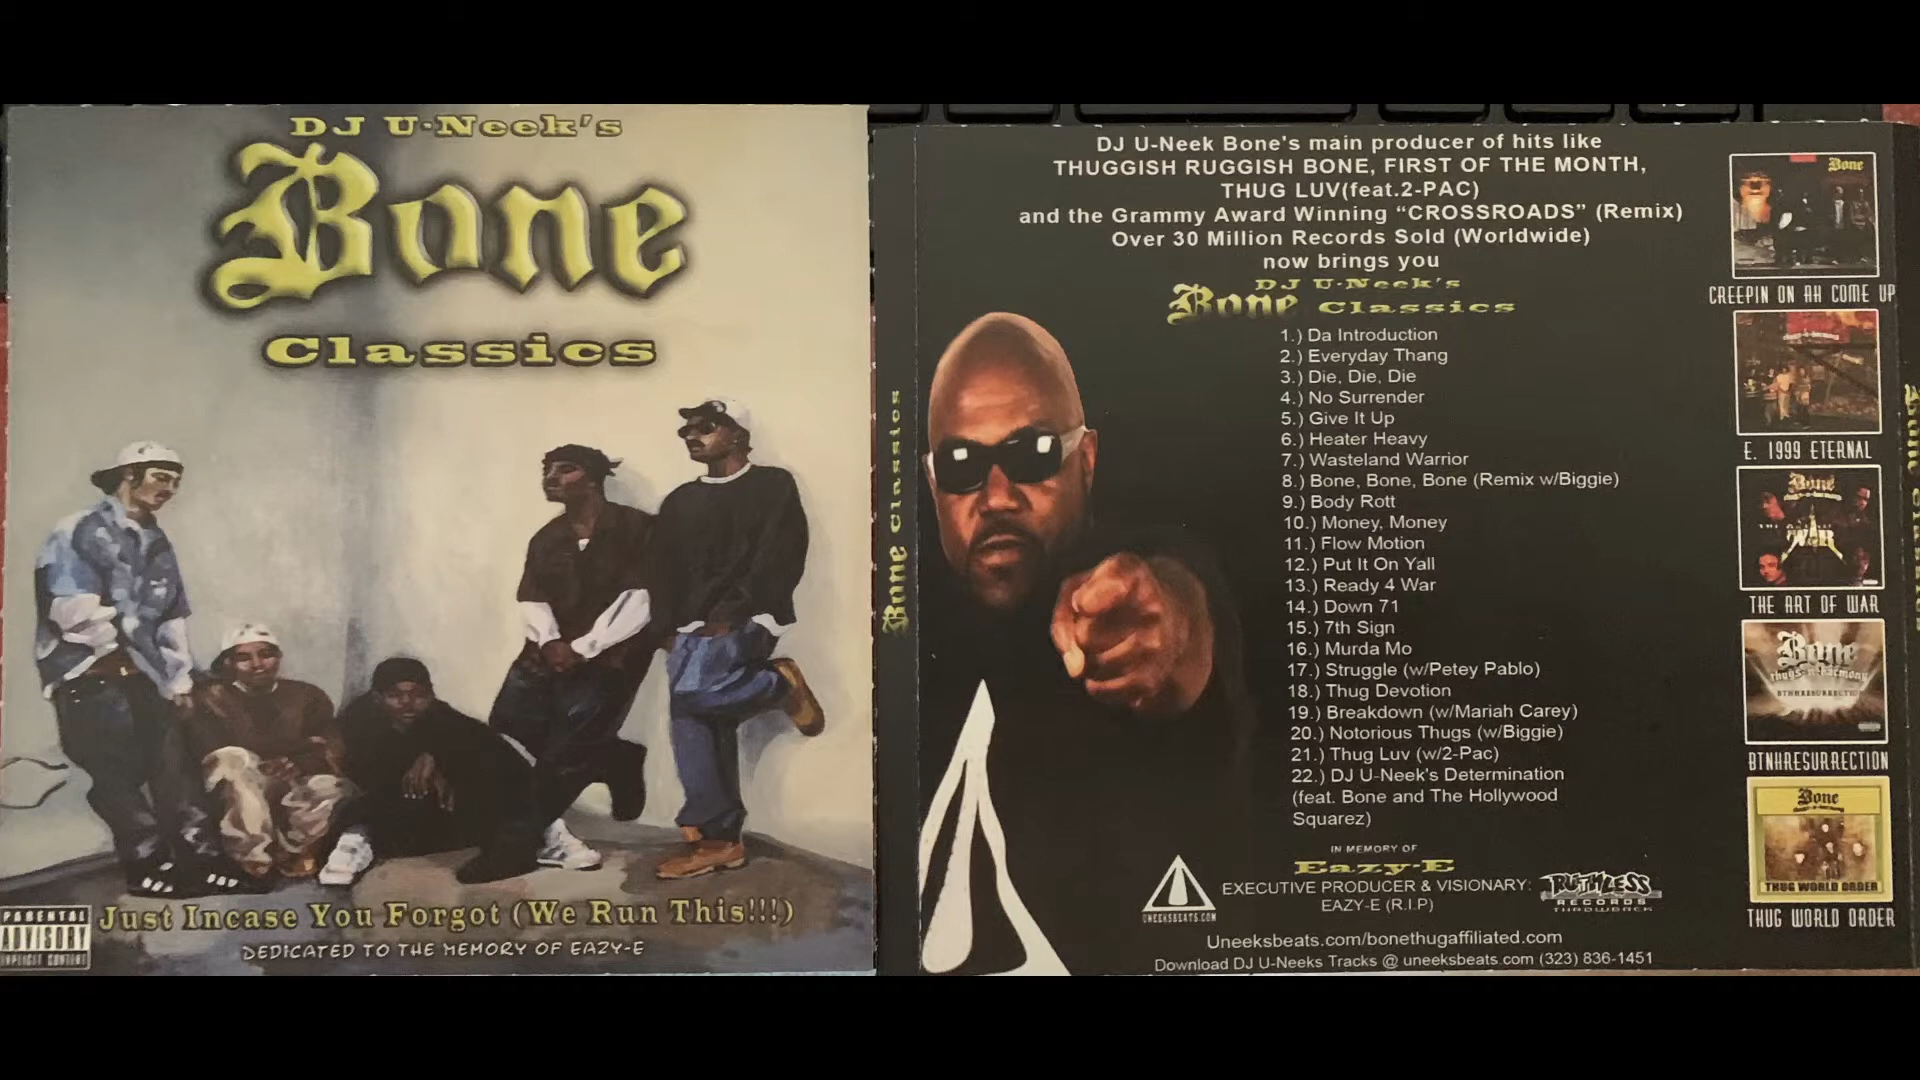 DJ U-Neek's
Bone
Classics
Just Incase You Forgot (We Run This!!!)
DEDICATED TO THE MEMORY OF EAZY-E
PARENTAL
ADVISORY
EXPLICIT CONTENT
Bone Classics
DJ U-Neek Bone's main producer of hits like
THUGGISH RUGGISH BONE, FIRST OF THE MONTH,
THUG LUV(feat.2-PAC)
and the Grammy Award Winning “CROSSROADS” (Remix)
Over 30 Million Records Sold (Worldwide)
now brings you
DJ U-Neek's
Bone Classics
1.) Da Introduction
2.) Everyday Thang
3.) Die, Die, Die
4.) No Surrender
5.) Give It Up
6.) Heater Heavy
7.) Wasteland Warrior
8.) Bone, Bone, Bone (Remix w/Biggie)
9.) Body Rott
10.) Money, Money
11.) Flow Motion
12.) Put It On Yall
13.) Ready 4 War
14.) Down 71
15.) 7th Sign
16.) Murda Mo
17.) Struggle (w/Petey Pablo)
18.) Thug Devotion
19.) Breakdown (w/Mariah Carey)
20.) Notorious Thugs (w/Biggie)
21.) Thug Luv (w/2-Pac)
22.) DJ U-Neek's Determination
(feat. Bone and The Hollywood
Squarez)
IN MEMORY OF
Eazy-E
EXECUTIVE PRODUCER & VISIONARY:
EAZY-E (R.I.P)
UNEEKSBEATS.COM
RUTHLESS
RECORDS
THROWBACK
Uneeksbeats.com/bonethugaffiliated.com
Download DJ U-Neeks Tracks @ uneeksbeats.com (323) 836-1451
Bone
CREEPIN ON AH COME UP
E. 1999 ETERNAL
Bone
WAR
THE ART OF WAR
Bone
thugs-n-harmony
BTNHRESURRECTION
BTNHRESURRECTION
Bone
THUG WORLD ORDER
THUG WORLD ORDER